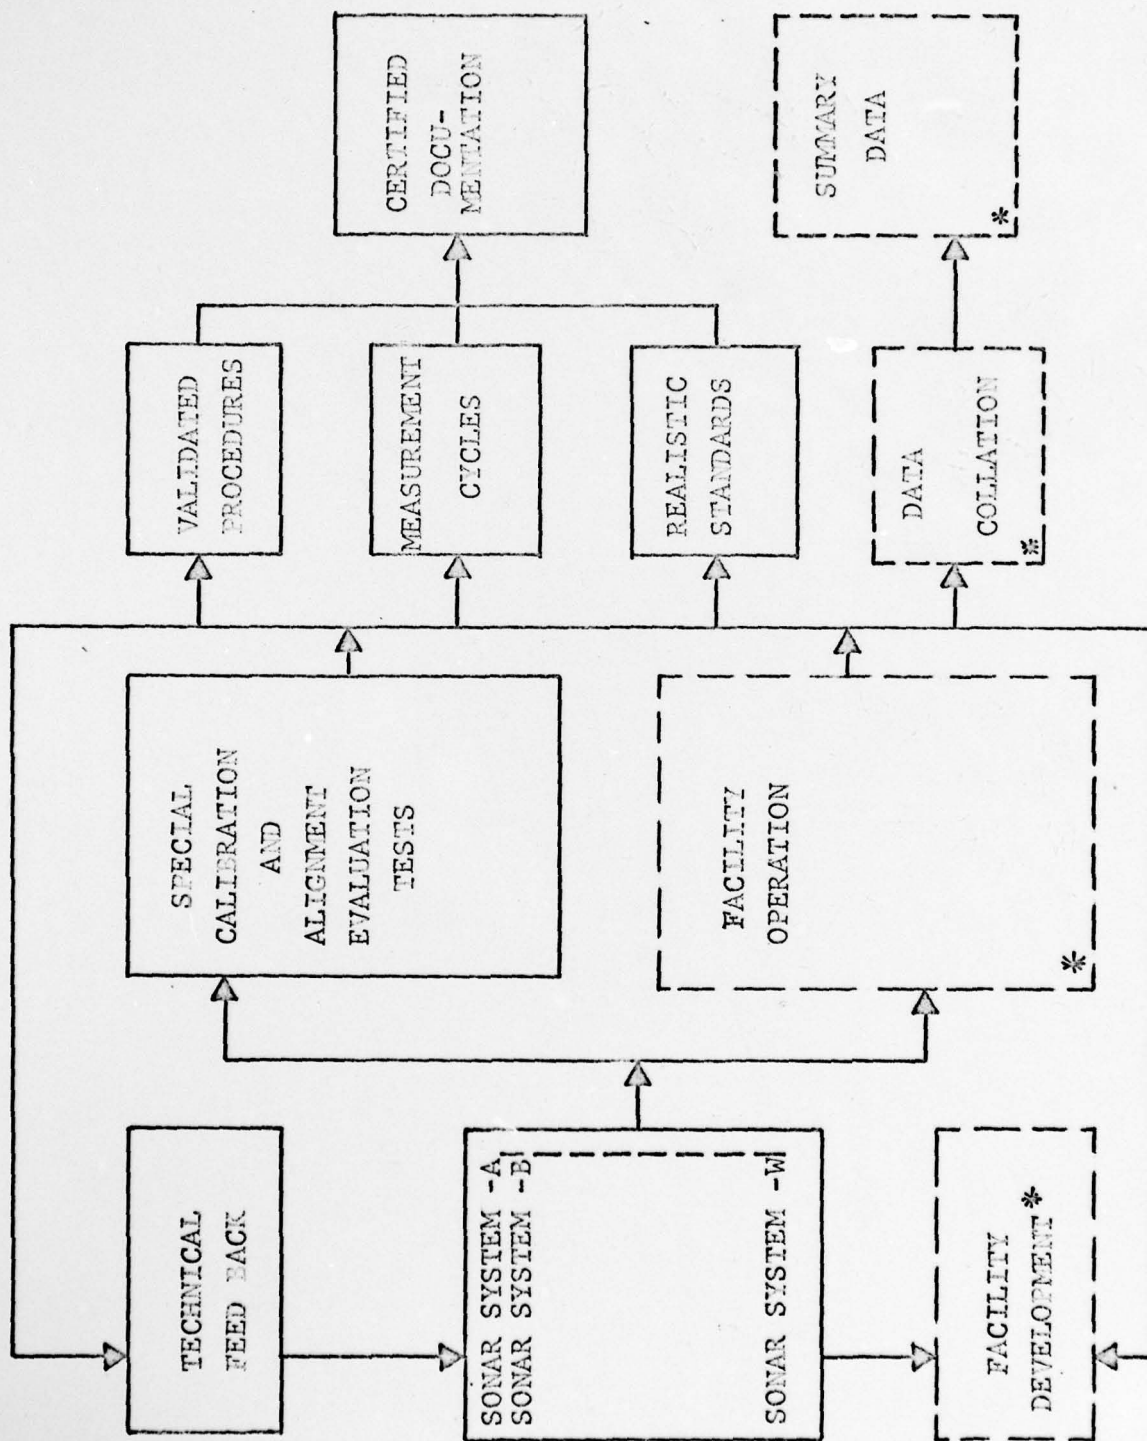 TECHNICAL
FEED BACK
SONAR SYSTEM -A
SONAR SYSTEM -B
SONAR SYSTEM -W
FACILITY
DEVELOPMENT*
SPECIAL
CALIBRATION
AND
ALIGNMENT
EVALUATION
TESTS
FACILITY
OPERATION
*
VALIDATED
PROCEDURES
MEASUREMENT
CYCLES
REALISTIC
STANDARDS
DATA
COLLATION
*
CERTIFIED
DOCU-
MENTATION
SUMMARY
DATA
*